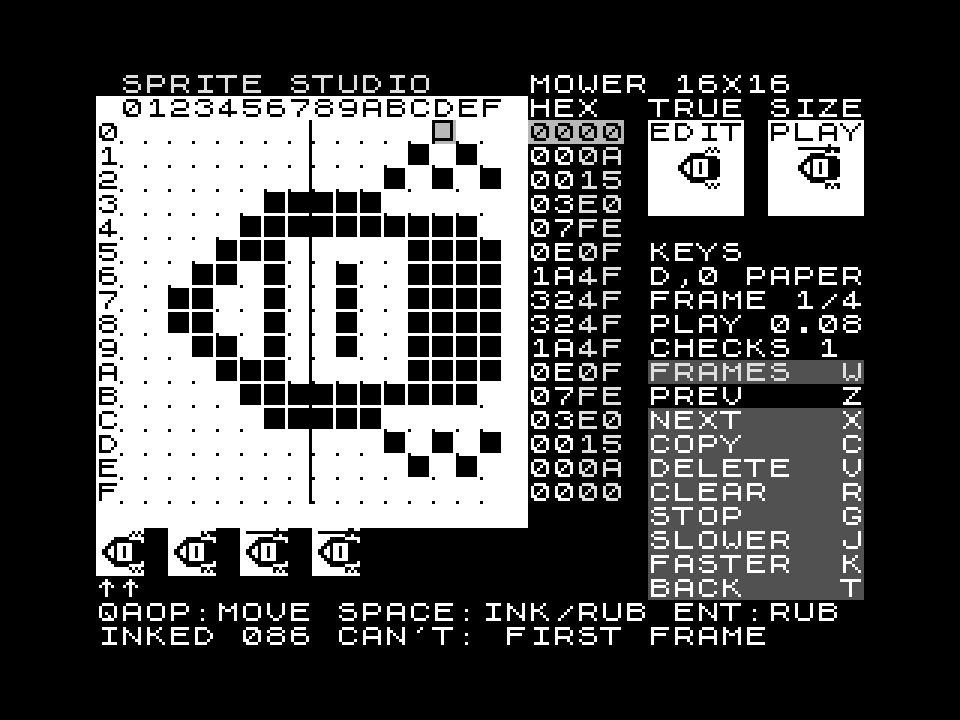 SPRITE STUDIO MOWER 16X16
0123456789ABCDEF HEX TRUE SIZE
0 0000 EDIT PLAY
1 000A
2 0015
3 03E0
4 07FE
5 0E0F KEYS
6 1A4F D,0 PAPER
7 324F FRAME 1/4
8 324F PLAY 0.08
9 1A4F CHECKS 1
A 0E0F FRAMES W
B 07FE PREV Z
C 03E0 NEXT X
D 0015 COPY C
E 000A DELETE V
F 0000 CLEAR R
STOP G
SLOWER J
FASTER K
↑↑ BACK T
QAOP:MOVE SPACE:INK/RUB ENT:RUB
INKED 086 CAN'T: FIRST FRAME